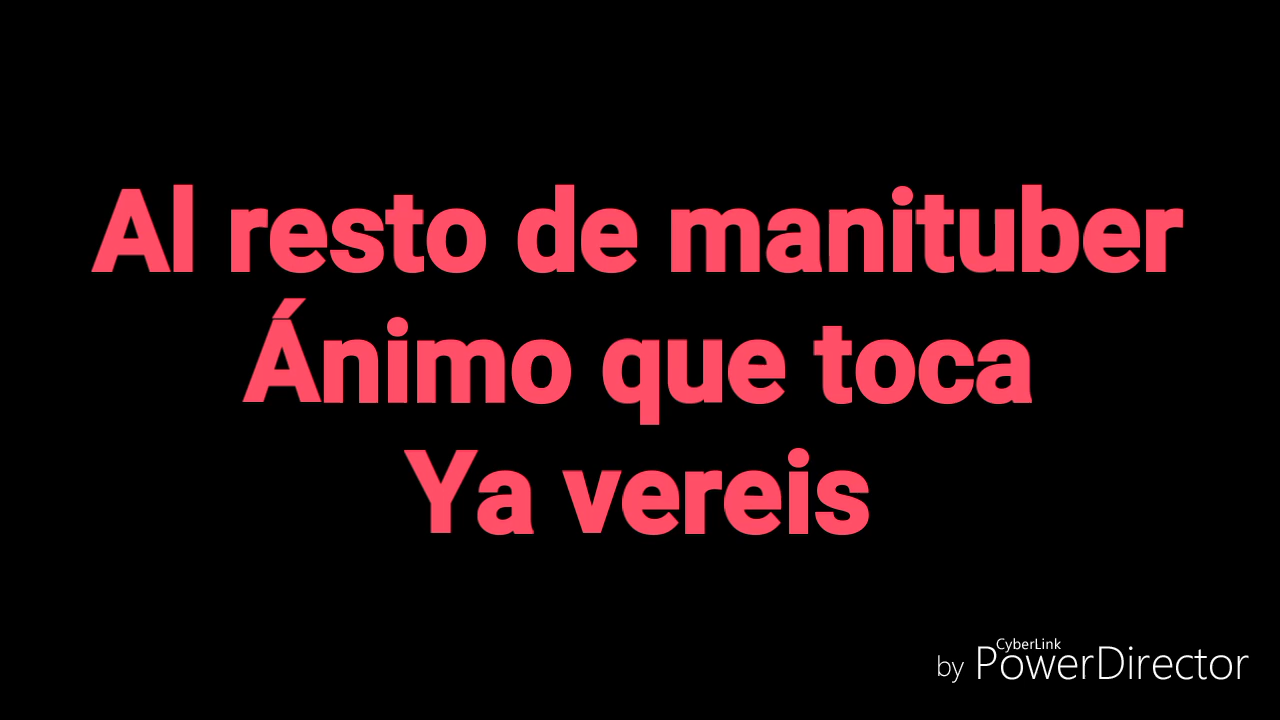 Al resto de manituber
Ánimo que toca
Ya vereis
CyberLink
by PowerDirector